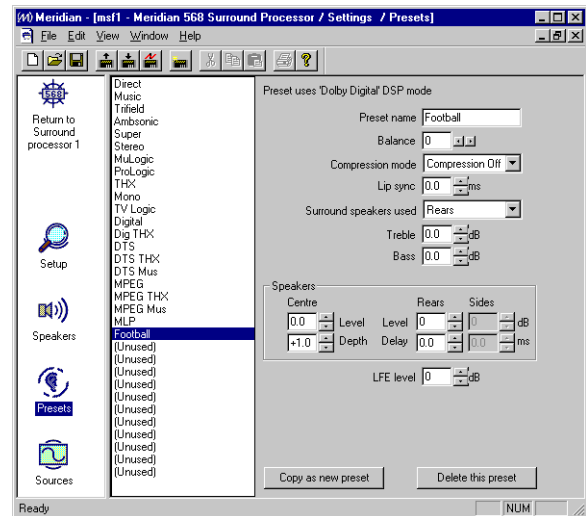 Meridian - [msf1 - Meridian 568 Surround Processor / Settings / Presets]
File Edit View Window Help
568
Return to
Surround
processor 1
Setup
Speakers
Presets
Sources
Direct
Music
Trifield
Ambsonic
Super
Stereo
MuLogic
ProLogic
THX
Mono
TV Logic
Digital
Dig THX
DTS
DTS THX
DTS Mus
MPEG
MPEG THX
MPEG Mus
MLP
Football
(Unused)
(Unused)
(Unused)
(Unused)
(Unused)
(Unused)
(Unused)
(Unused)
(Unused)
(Unused)
(Unused)
Preset uses 'Dolby Digital' DSP mode
Preset name Football
Balance 0
Compression mode Compression Off
Lip sync 0.0 ms
Surround speakers used Rears
Treble 0.0 dB
Bass 0.0 dB
Speakers
Centre Rears Sides
0.0 Level Level 0 0 dB
+1.0 Depth Delay 0.0 0.0 ms
LFE level 0 dB
Copy as new preset Delete this preset
Ready NUM